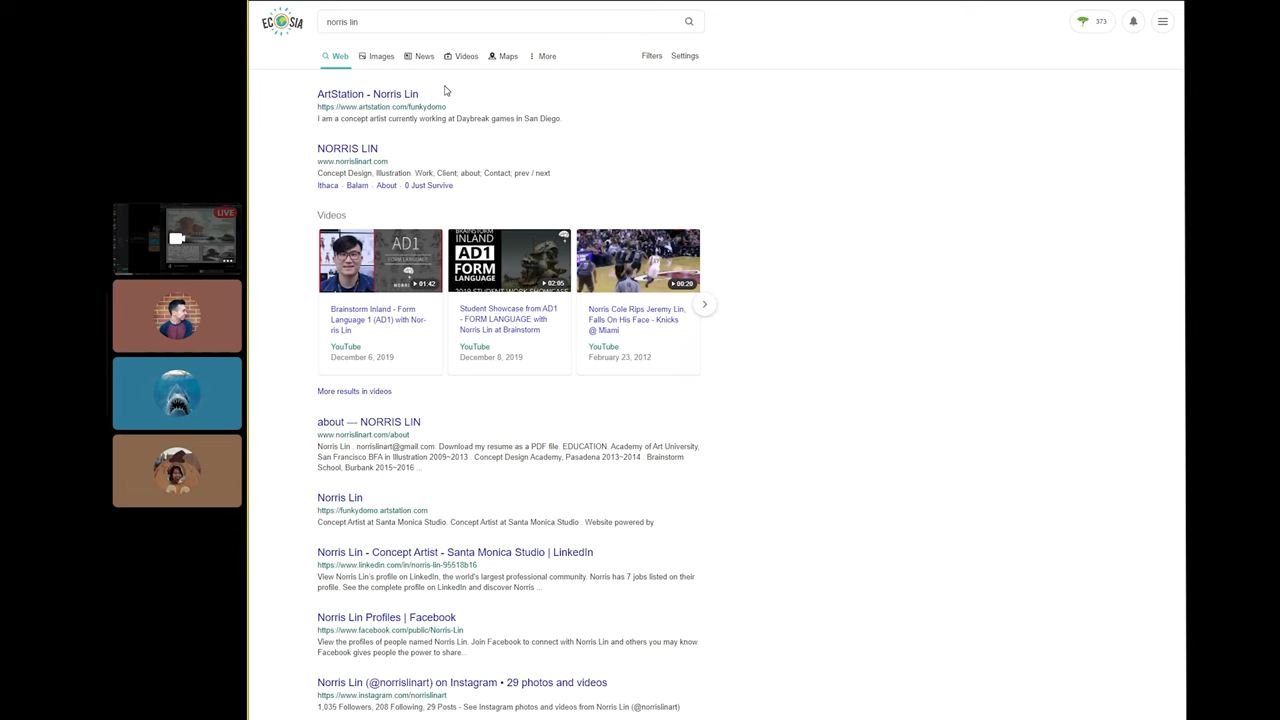 LIVE
ECOSIA
norris lin
373
Web
Images
News
Videos
Maps
More
Filters
Settings
ArtStation - Norris Lin
https://www.artstation.com/funkydomo
I am a concept artist currently working at Daybreak games in San Diego.
NORRIS LIN
www.norrislinart.com
Concept Design, Illustration. Work; Client; about; Contact; prev / next
Ithaca · Balam · About · 0 Just Survive
Videos
AD1
NORRI
01:42
Brainstorm Inland - Form
Language 1 (AD1) with Nor-
ris Lin
YouTube
December 6, 2019
BRAINSTORM
INLAND
AD1
FORM
LANGUAGE
02:05
2019 STUDENT WORK SHOWCASE
Student Showcase from AD1
- FORM LANGUAGE with
Norris Lin at Brainstorm
YouTube
December 8, 2019
00:20
Norris Cole Rips Jeremy Lin,
Falls On His Face - Knicks
@ Miami
YouTube
February 23, 2012
More results in videos
about — NORRIS LIN
www.norrislinart.com/about
Norris Lin . norrislinart@gmail.com. Download my resume as a PDF file. EDUCATION. Academy of Art University,
San Francisco BFA in Illustration 2009~2013 . Concept Design Academy, Pasadena 2013~2014 . Brainstorm
School, Burbank 2015~2016 ...
Norris Lin
https://funkydomo.artstation.com
Concept Artist at Santa Monica Studio. Concept Artist at Santa Monica Studio . Website powered by
Norris Lin - Concept Artist - Santa Monica Studio | LinkedIn
https://www.linkedin.com/in/norris-lin-95518b16
View Norris Lin's profile on LinkedIn, the world's largest professional community. Norris has 7 jobs listed on their
profile. See the complete profile on LinkedIn and discover Norris ...
Norris Lin Profiles | Facebook
https://www.facebook.com/public/Norris-Lin
View the profiles of people named Norris Lin. Join Facebook to connect with Norris Lin and others you may know.
Facebook gives people the power to share...
Norris Lin (@norrislinart) on Instagram • 29 photos and videos
https://www.instagram.com/norrislinart
1,035 Followers, 208 Following, 29 Posts - See Instagram photos and videos from Norris Lin (@norrislinart)